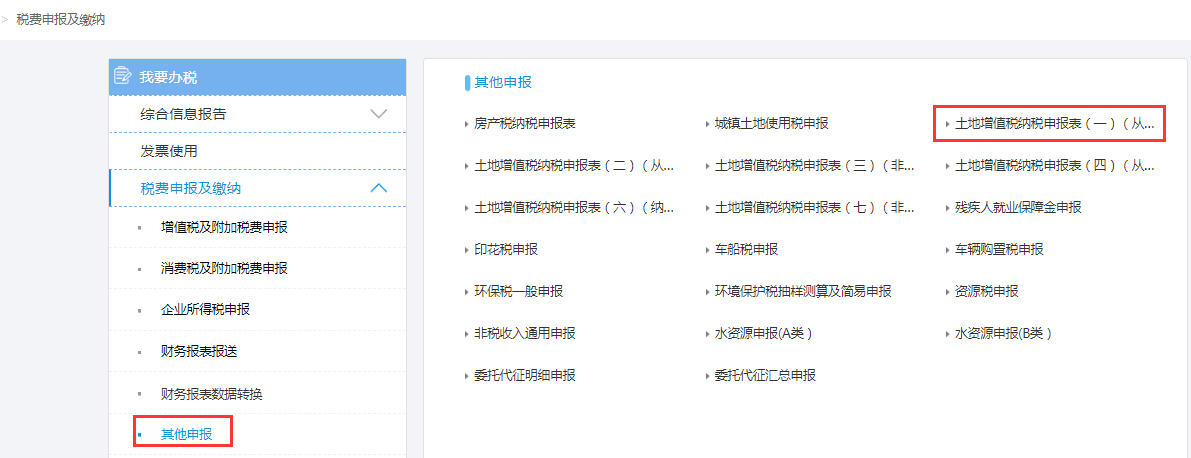 > 税费申报及缴纳
我要办税
综合信息报告
发票使用
税费申报及缴纳
增值税及附加税费申报
消费税及附加税费申报
企业所得税申报
财务报表报送
财务报表数据转换
其他申报
其他申报
房产税纳税申报表
城镇土地使用税申报
土地增值税纳税申报表（一）（从...
土地增值税纳税申报表（二）（从...
土地增值税纳税申报表（三）（非...
土地增值税纳税申报表（四）（从...
土地增值税纳税申报表（六）（纳...
土地增值税纳税申报表（七）（非...
残疾人就业保障金申报
印花税申报
车船税申报
车辆购置税申报
环保税一般申报
环境保护税抽样测算及简易申报
资源税申报
非税收入通用申报
水资源申报(A类）
水资源申报(B类）
委托代征明细申报
委托代征汇总申报